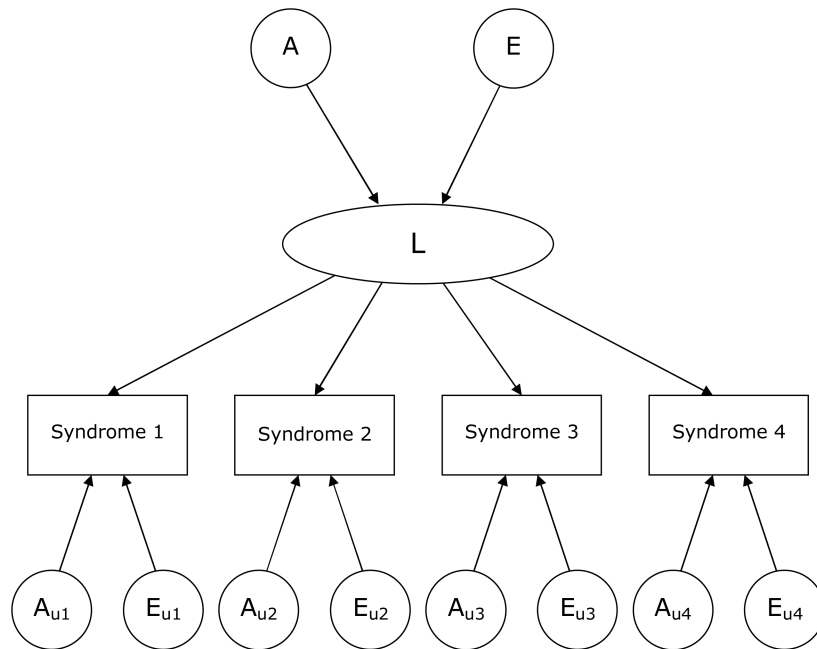 A
E
L
Syndrome 1
Syndrome 2
Syndrome 3
Syndrome 4
Au1
Eu1
Au2
Eu2
Au3
Eu3
Au4
Eu4